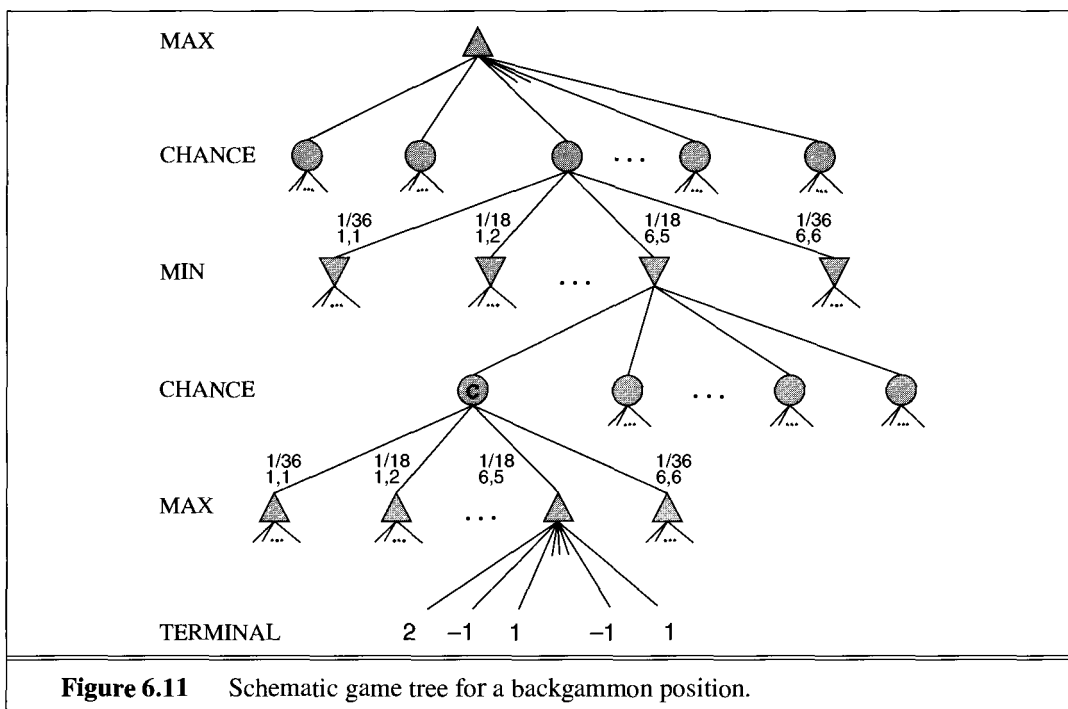 MAX
CHANCE
. . .
... ... ... ... ...
1/36 1/18 1/18 1/36
1,1 1,2 6,5 6,6
MIN
. . .
... ... ...
CHANCE C . . .
... ... ...
1/36 1/18 1/18 1/36
1,1 1,2 6,5 6,6
MAX . . .
... ... ...
TERMINAL 2 –1 1 –1 1
Figure 6.11 Schematic game tree for a backgammon position.